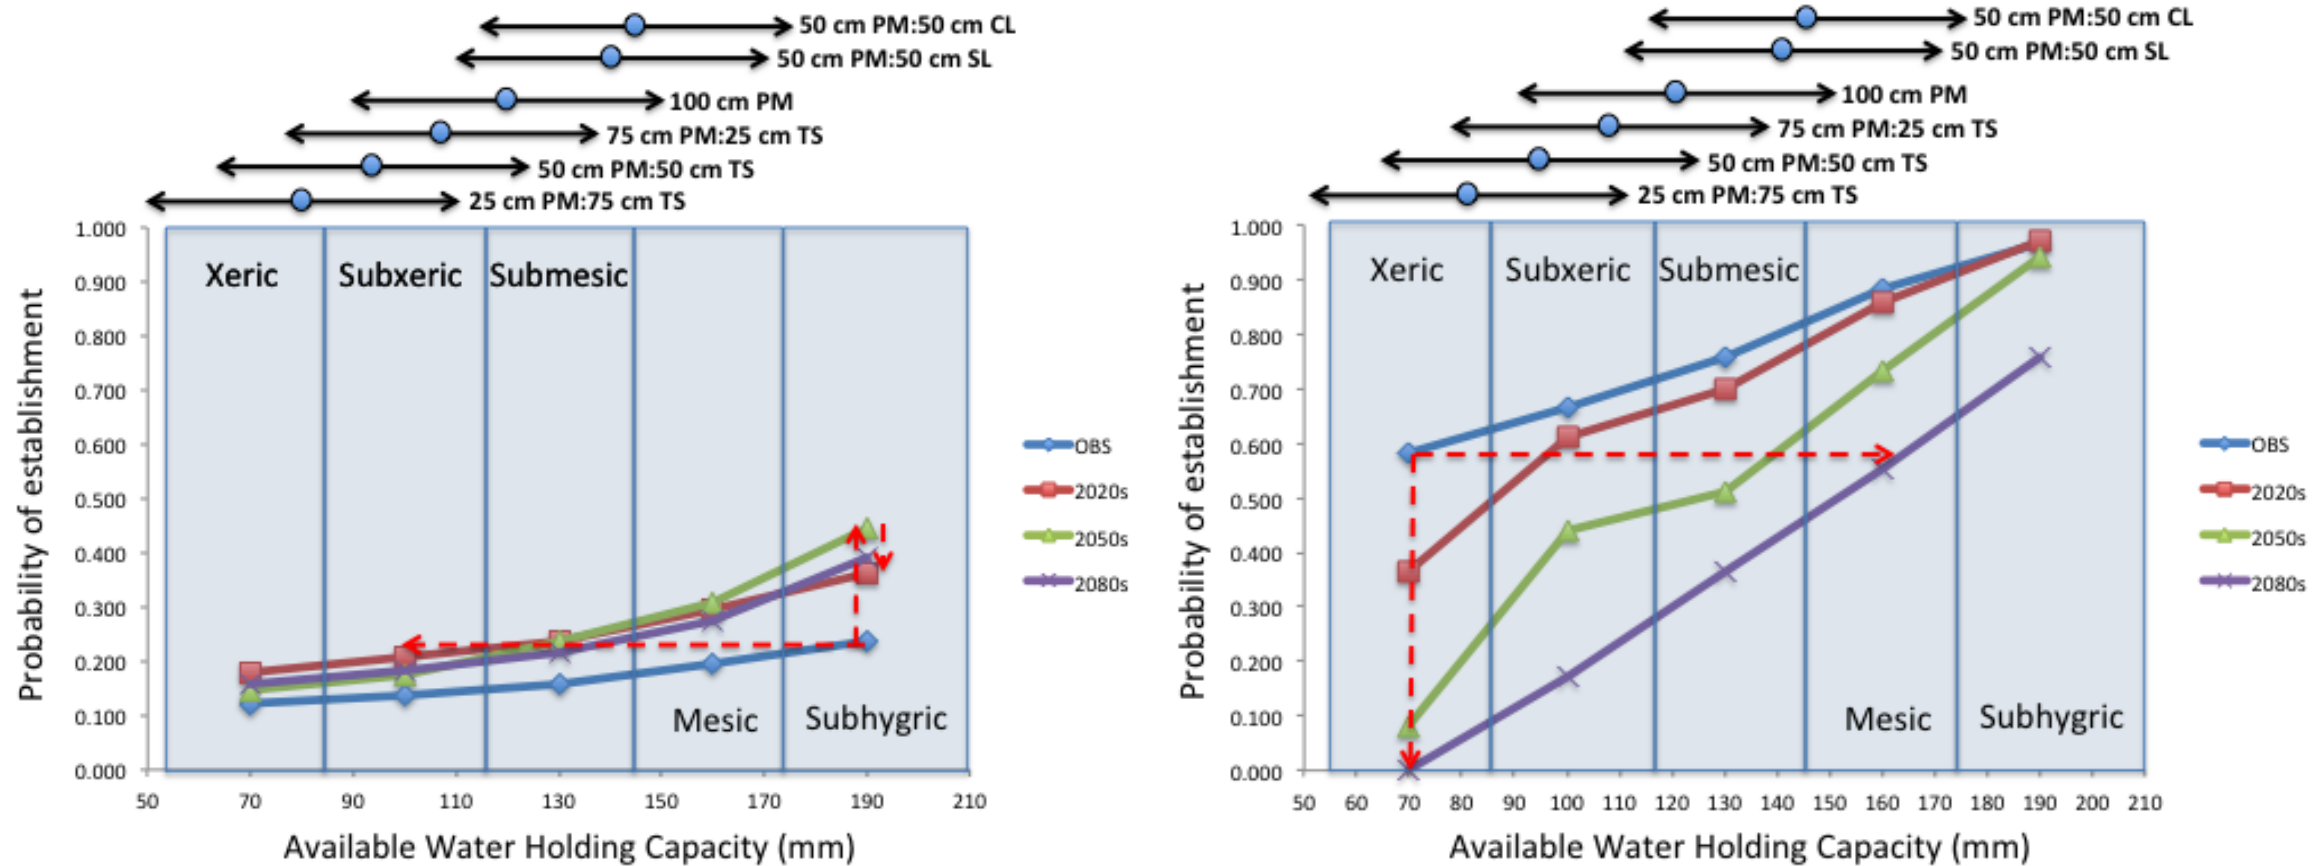 50 cm PM:50 cm CL
50 cm PM:50 cm SL
100 cm PM
75 cm PM:25 cm TS
50 cm PM:50 cm TS
25 cm PM:75 cm TS
Probability of establishment
1.000
0.900
0.800
0.700
0.600
0.500
0.400
0.300
0.200
0.100
0.000
Xeric
Subxeric
Submesic
Mesic
Subhygric
50 70 90 110 130 150 170 190 210
Available Water Holding Capacity (mm)
OBS
2020s
2050s
2080s
50 cm PM:50 cm CL
50 cm PM:50 cm SL
100 cm PM
75 cm PM:25 cm TS
50 cm PM:50 cm TS
25 cm PM:75 cm TS
Probability of establishment
1.000
0.900
0.800
0.700
0.600
0.500
0.400
0.300
0.200
0.100
0.000
Xeric
Subxeric
Submesic
Mesic
Subhygric
50 60 70 80 90 100 110 120 130 140 150 160 170 180 190 200 210
Available Water Holding Capacity (mm)
OBS
2020s
2050s
2080s